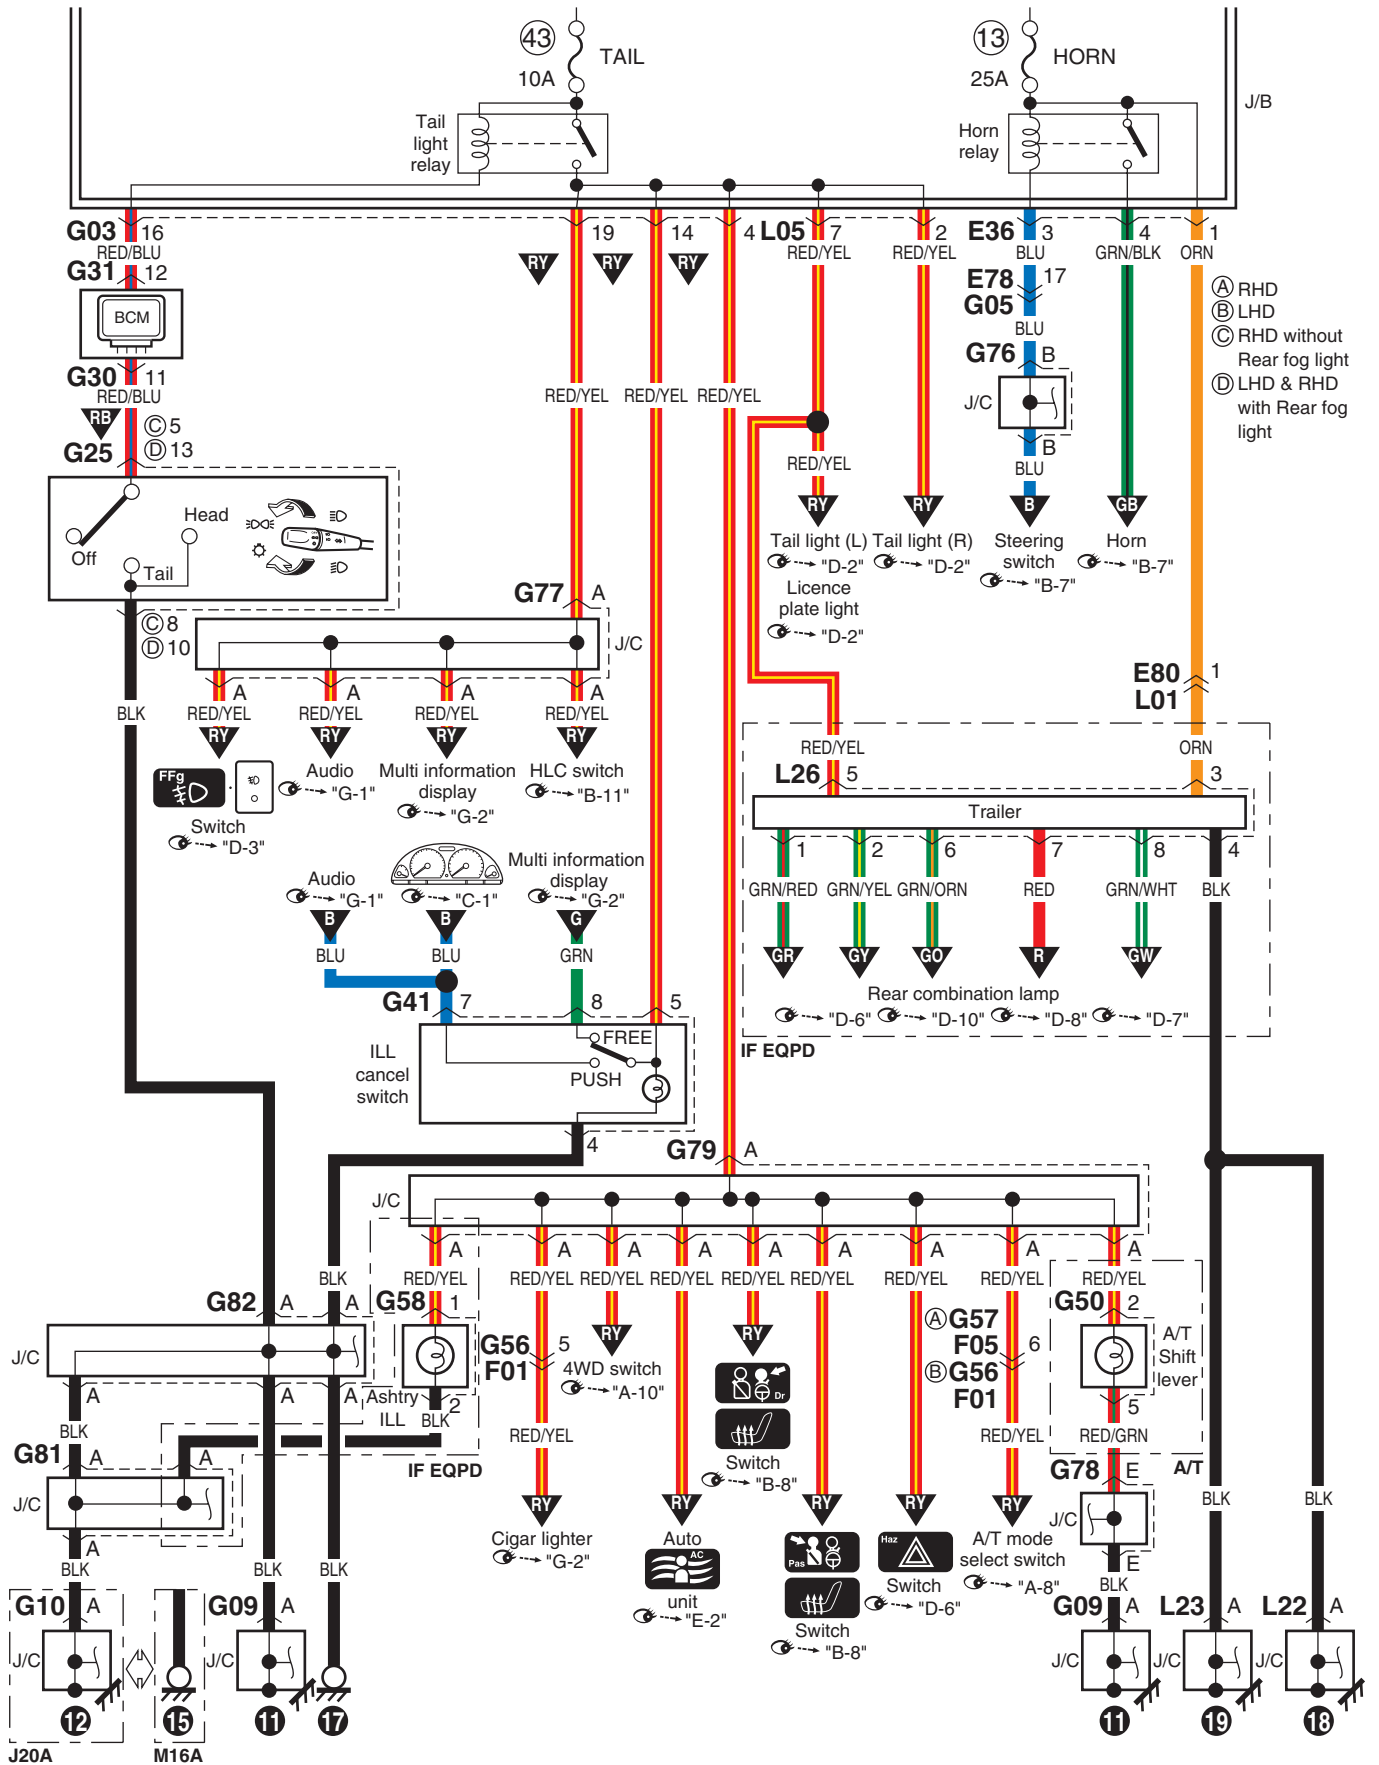 43 TAIL
10A
13 HORN
25A
J/B
Tail
light
relay
Horn
relay
G03 16
RED/BLU
19
14
4
L05 7
RED/YEL
2
RED/YEL
E36 3
BLU
4
GRN/BLK
1
ORN
G31 12
RY
RY
RY
E78 17
G05
BLU
A RHD
B LHD
C RHD without
Rear fog light
D LHD & RHD
with Rear fog
light
BCM
G30 11
RED/BLU
RB
C 5
D 13
G25
RED/YEL
RED/YEL
RED/YEL
G76 B
J/C
B
BLU
RED/YEL
Off
Head
Tail
RY
RY
B
GB
Tail light (L)
"D-2"
Licence
plate light
"D-2"
Tail light (R)
"D-2"
Steering
switch
"B-7"
Horn
"B-7"
C 8
D 10
G77 A
J/C
BLK
A
A
A
A
RED/YEL
RED/YEL
RED/YEL
RED/YEL
RY
RY
RY
RY
FFg
Switch
"D-3"
Audio
"G-1"
Multi information
display
"G-2"
HLC switch
"B-11"
E80 1
L01
RED/YEL
ORN
L26 5
3
Trailer
1
2
6
7
8
4
GRN/RED
GRN/YEL
GRN/ORN
RED
GRN/WHT
BLK
GR
GY
GO
R
GW
Rear combination lamp
"D-6"
"D-10"
"D-8"
"D-7"
IF EQPD
Audio
"G-1"
"C-1"
Multi information
display
"G-2"
B
B
G
BLU
BLU
GRN
G41 7
8
5
ILL
cancel
switch
FREE
PUSH
4
G79 A
J/C
A
A
A
A
A
A
A
A
A
BLK
RED/YEL
RED/YEL
RED/YEL
RED/YEL
RED/YEL
RED/YEL
RED/YEL
RED/YEL
RED/YEL
G82 A
A
J/C
A
A
A
G58 1
Ashtry
ILL
2
BLK
IF EQPD
G56 5
F01
RED/YEL
RY
Cigar lighter
"G-2"
RY
4WD switch
"A-10"
RY
Auto
AC
unit
"E-2"
RY
Dr
Switch
"B-8"
RY
Pas
Switch
"B-8"
RY
Haz
Switch
"D-6"
A G57
F05 6
B G56
F01
RED/YEL
RY
A/T mode
select switch
"A-8"
G50 2
A/T
Shift
lever
5
RED/GRN
A/T
G78 E
J/C
E
BLK
G09 A
J/C
11
BLK
BLK
L23 A
J/C
19
L22 A
J/C
18
BLK
G81 A
A
J/C
A
BLK
BLK
BLK
G10 A
J/C
12
J20A
15
M16A
G09 A
J/C
11
17